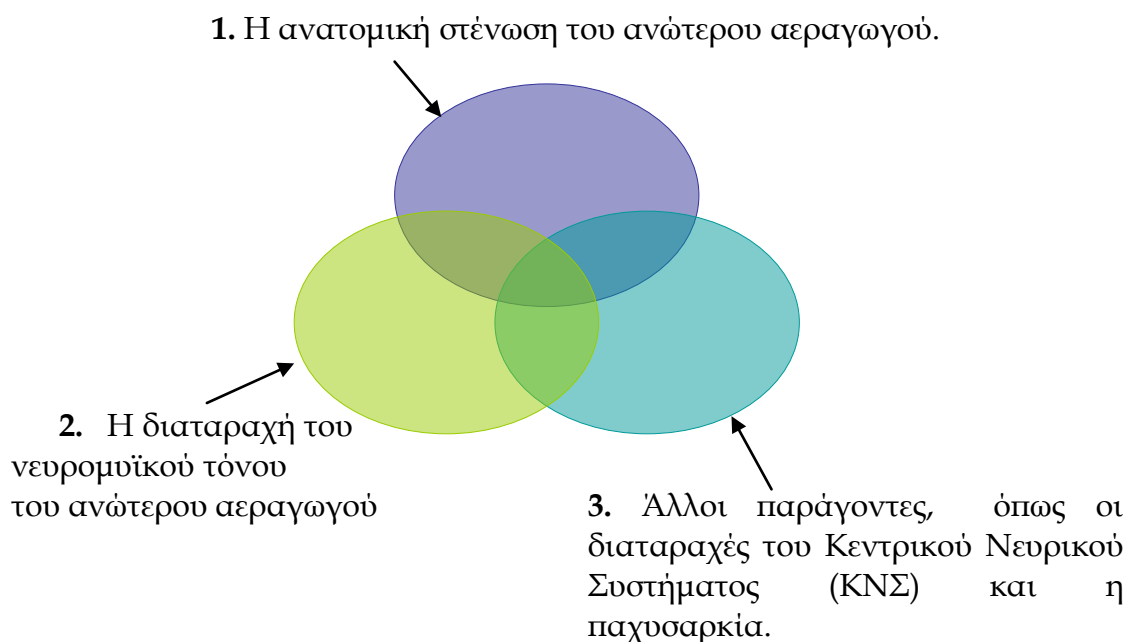 1. Η ανατομική στένωση του ανώτερου αεραγωγού.
2. Η διαταραχή του
νευρομυϊκού τόνου
του ανώτερου αεραγωγού
3. Άλλοι παράγοντες, όπως οι
διαταραχές του Κεντρικού Νευρικού
Συστήματος (ΚΝΣ) και η
παχυσαρκία.